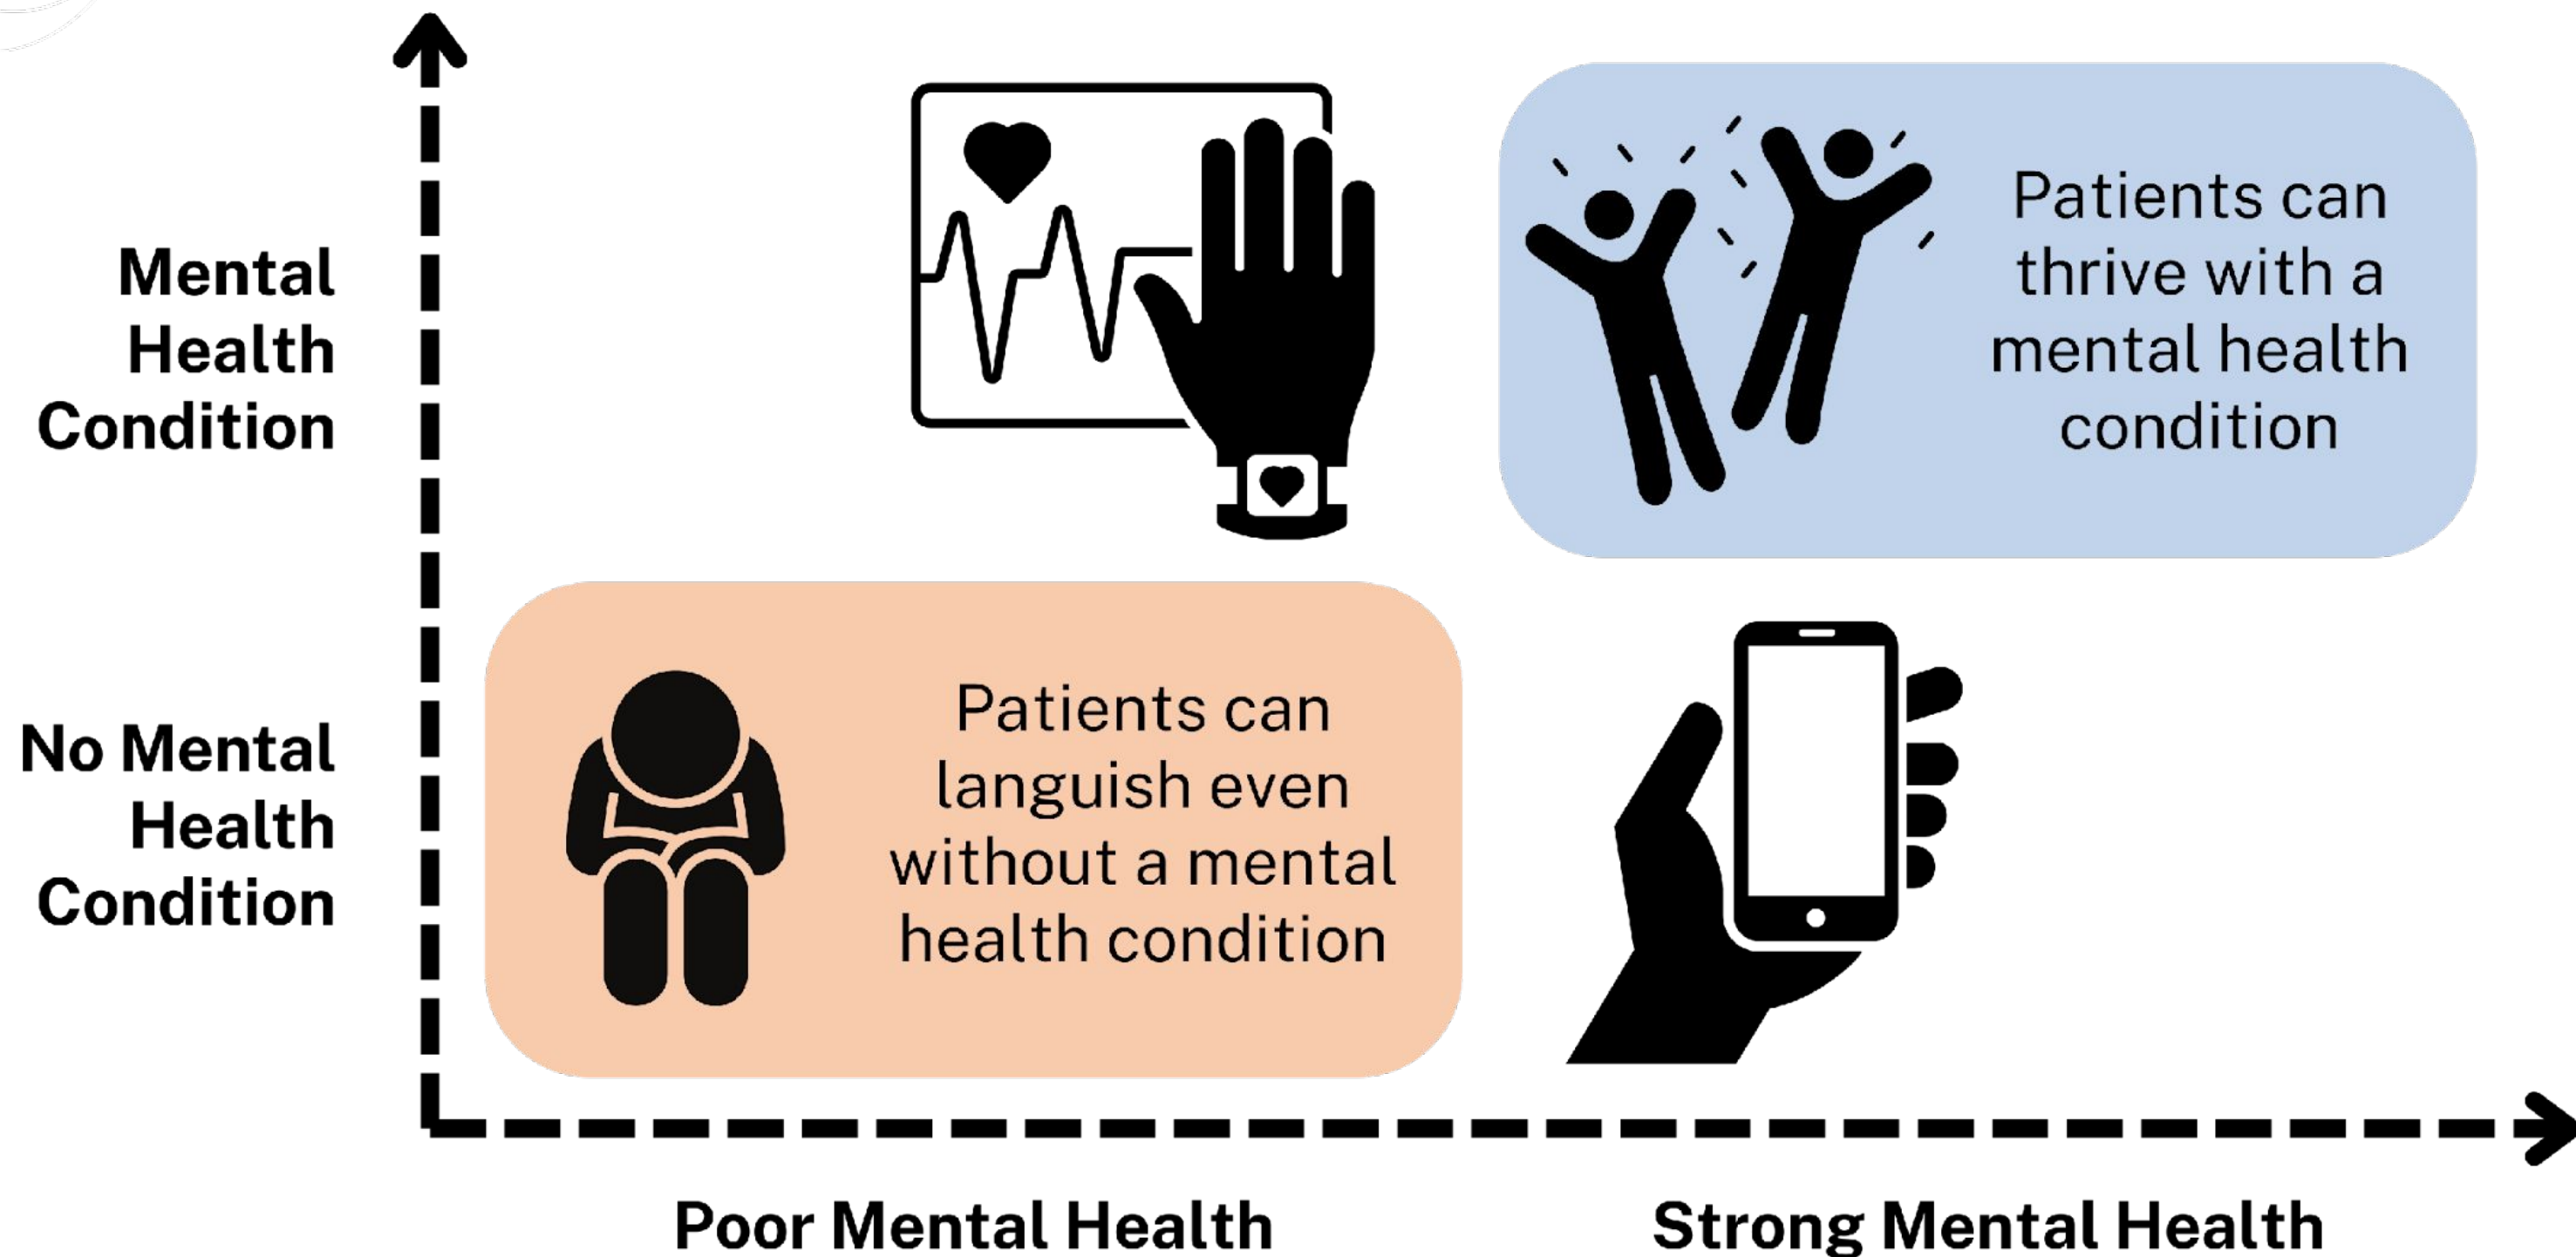 Mental
Health
Condition
Patients can
thrive with a
mental health
condition
No Mental
Health
Condition
Patients can
languish even
without a mental
health condition
Poor Mental Health
Strong Mental Health